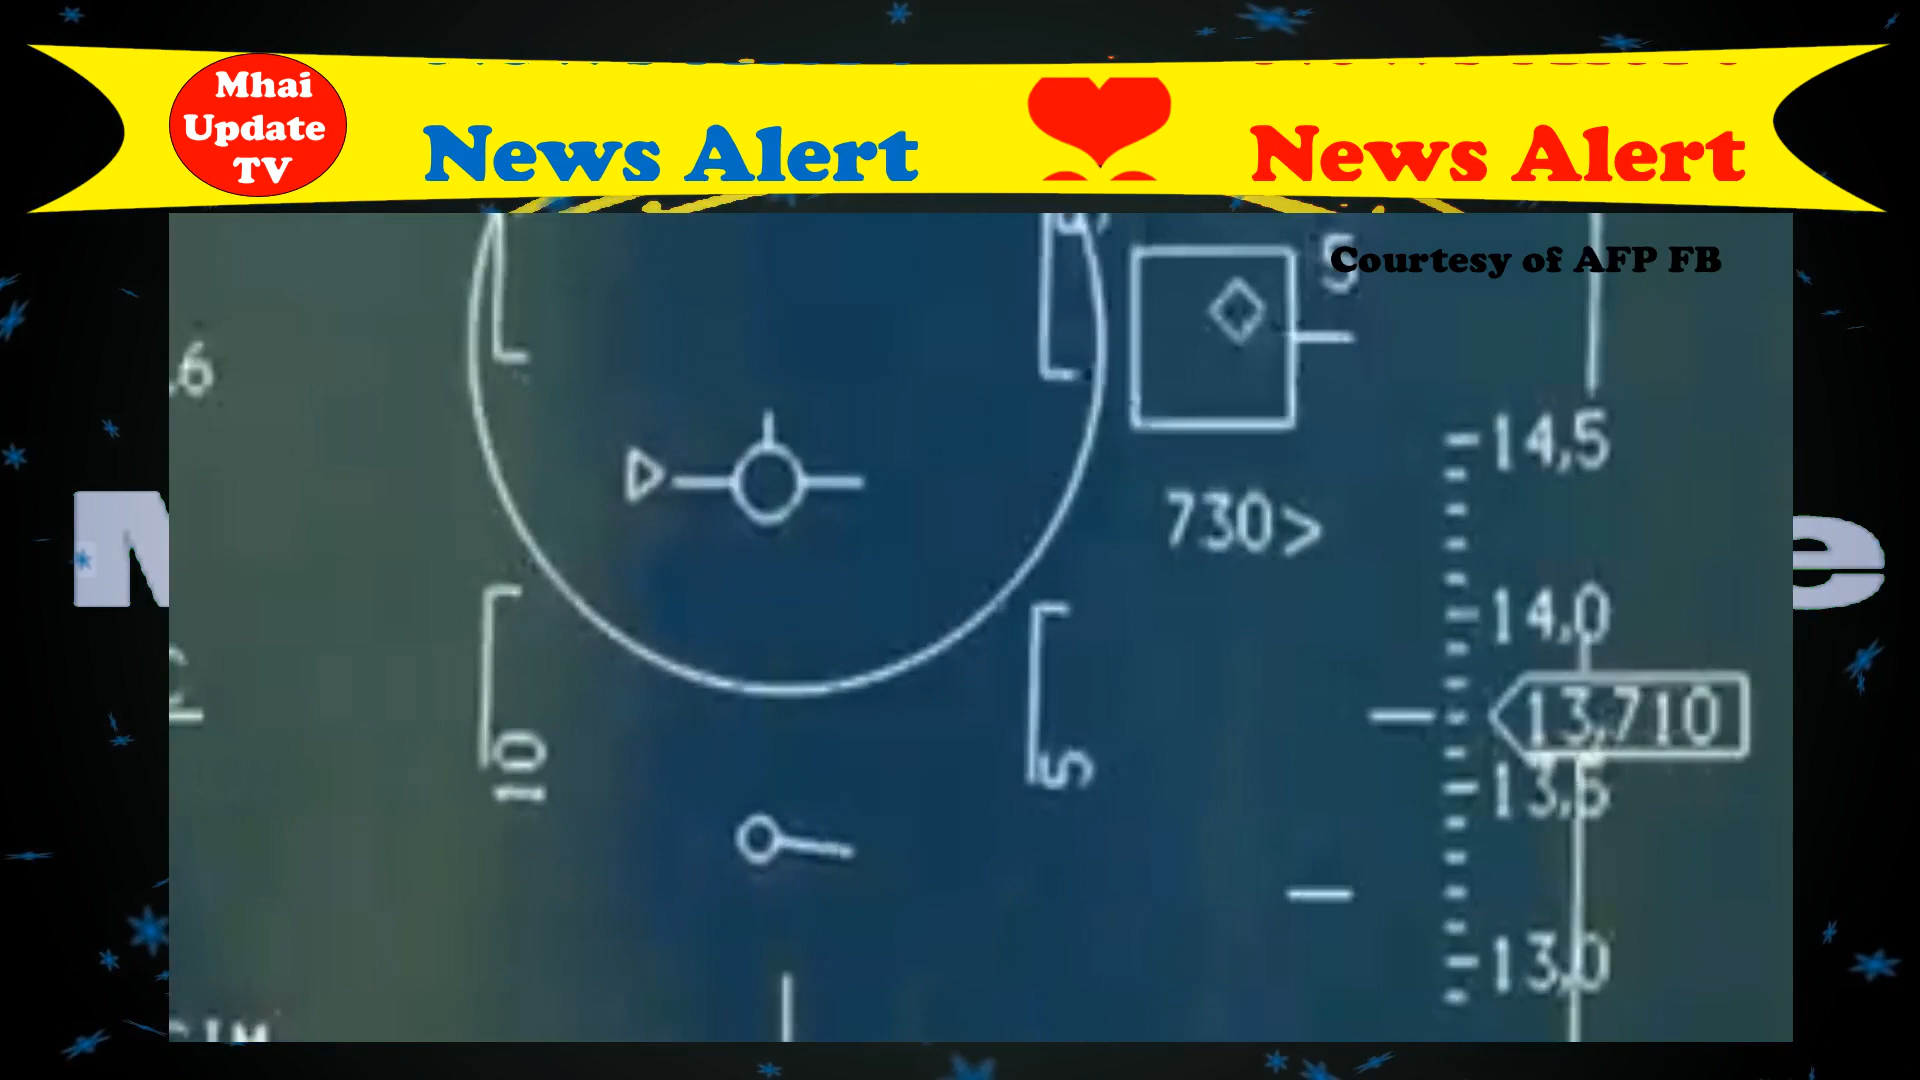 Mhai
Update
TV
News Alert
News Alert
Courtesy of AFP FB
.6
5
14,5
730>
14,0
13,710
13,5
10
5
13,0